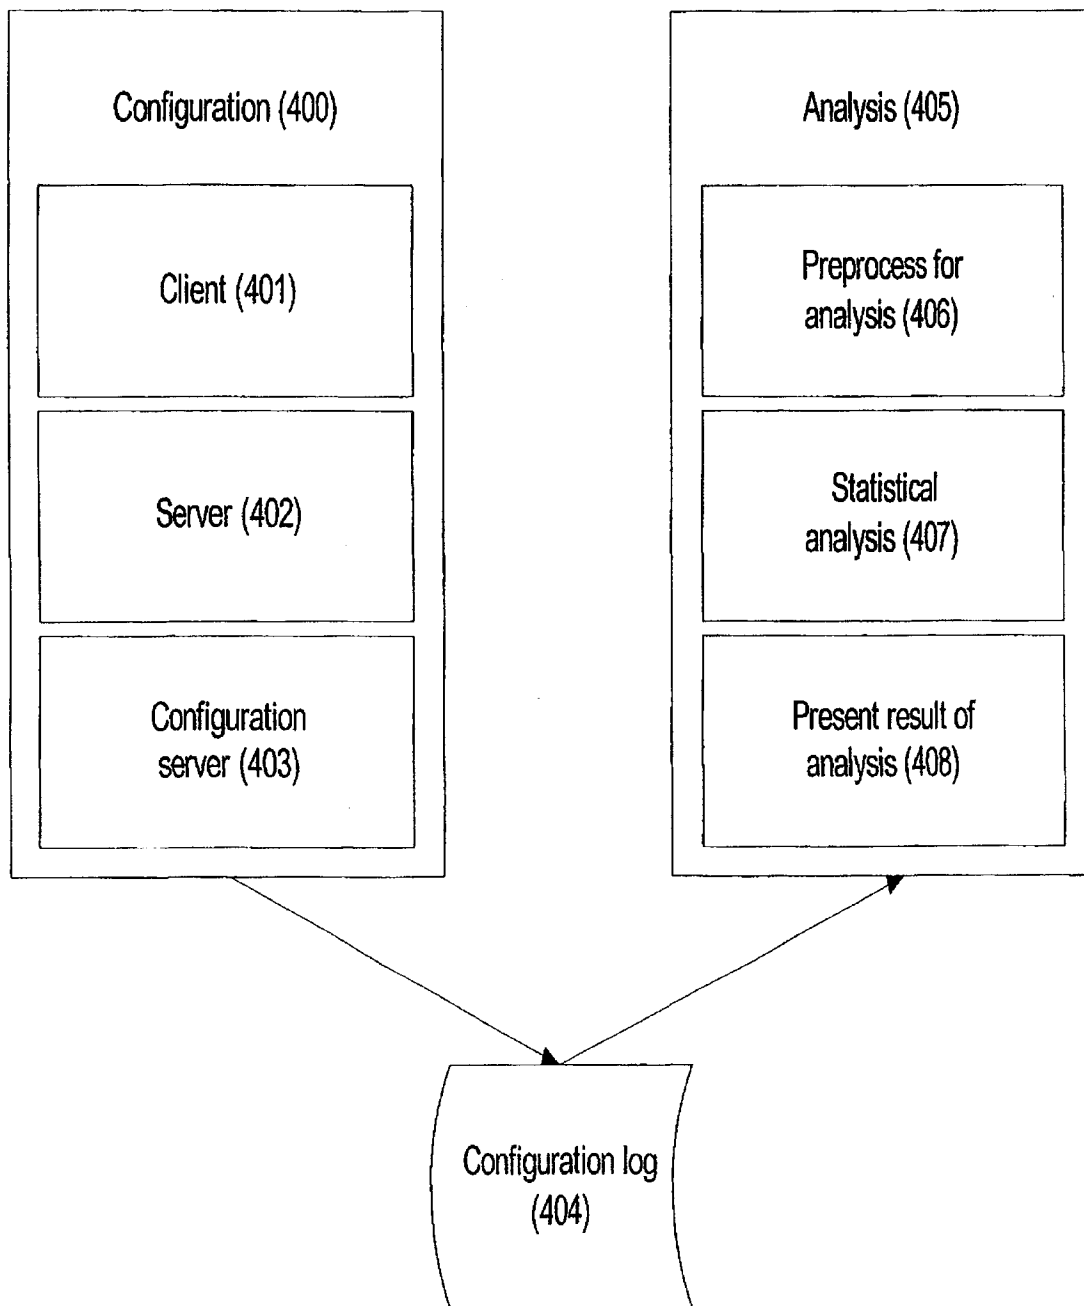 Configuration (400)
Client (401)
Server (402)
Configuration
server (403)
Analysis (405)
Preprocess for
analysis (406)
Statistical
analysis (407)
Present result of
analysis (408)
Configuration log
(404)